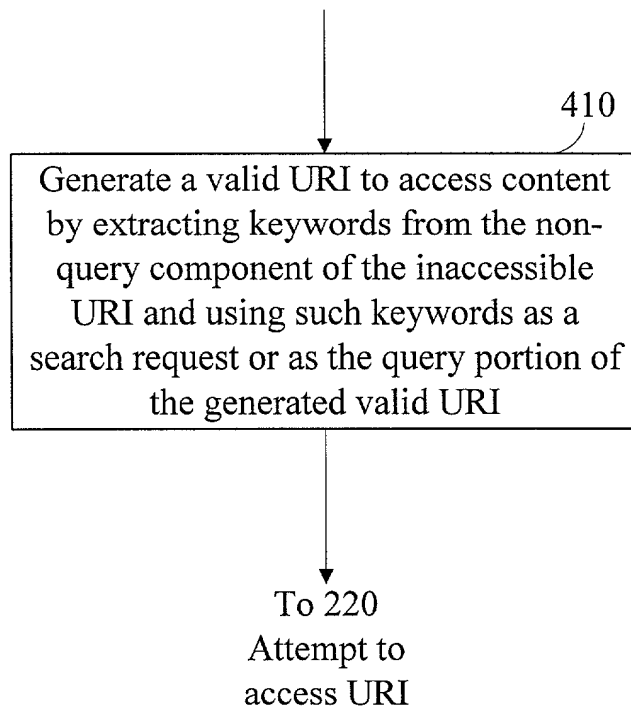 410
Generate a valid URI to access content
by extracting keywords from the non-
query component of the inaccessible
URI and using such keywords as a
search request or as the query portion of
the generated valid URI
To 220
Attempt to
access URI